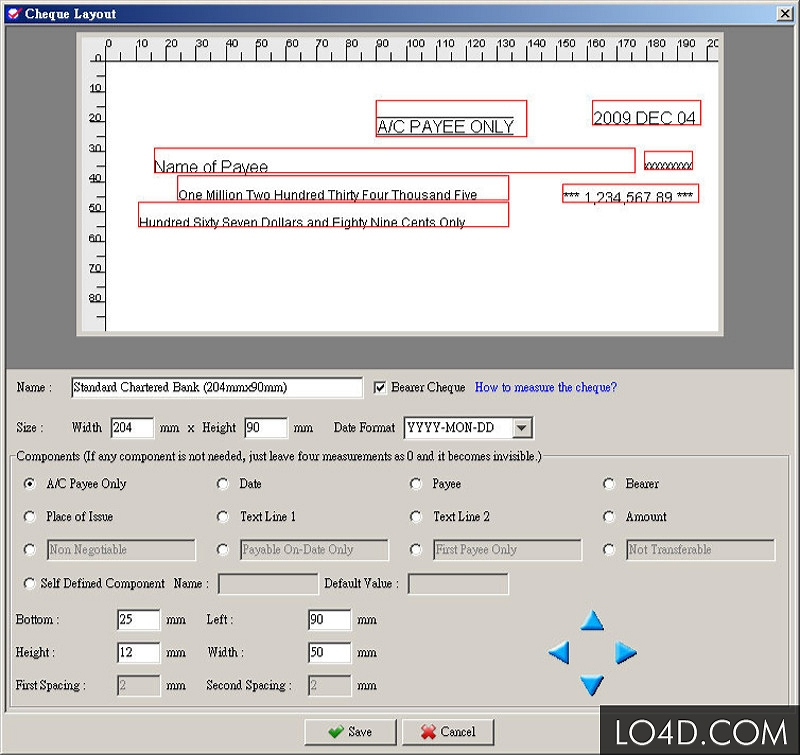 Cheque Layout
0 10 20 30 40 50 60 70 80 90 100 110 120 130 140 150 160 170 180 190 20
0
10
20
30
40
50
60
70
80
A/C PAYEE ONLY 2009 DEC 04
Name of Payee xxxxxxxxxx
One Million Two Hundred Thirty Four Thousand Five *** 1,234,567.89 ***
Hundred Sixty Seven Dollars and Eighty Nine Cents Only
Name : Standard Chartered Bank (204mmx90mm) Bearer Cheque How to measure the cheque?
Size : Width 204 mm x Height 90 mm Date Format YYYY-MON-DD
Components (If any component is not needed, just leave four measurements as 0 and it becomes invisible.)
A/C Payee Only Date Payee Bearer
Place of Issue Text Line 1 Text Line 2 Amount
Non Negotiable Payable On-Date Only First Payee Only Not Transferable
Self Defined Component Name : Default Value :
Bottom : 25 mm Left : 90 mm
Height : 12 mm Width : 50 mm
First Spacing : 2 mm Second Spacing : 2 mm
Save Cancel
LO4D.COM